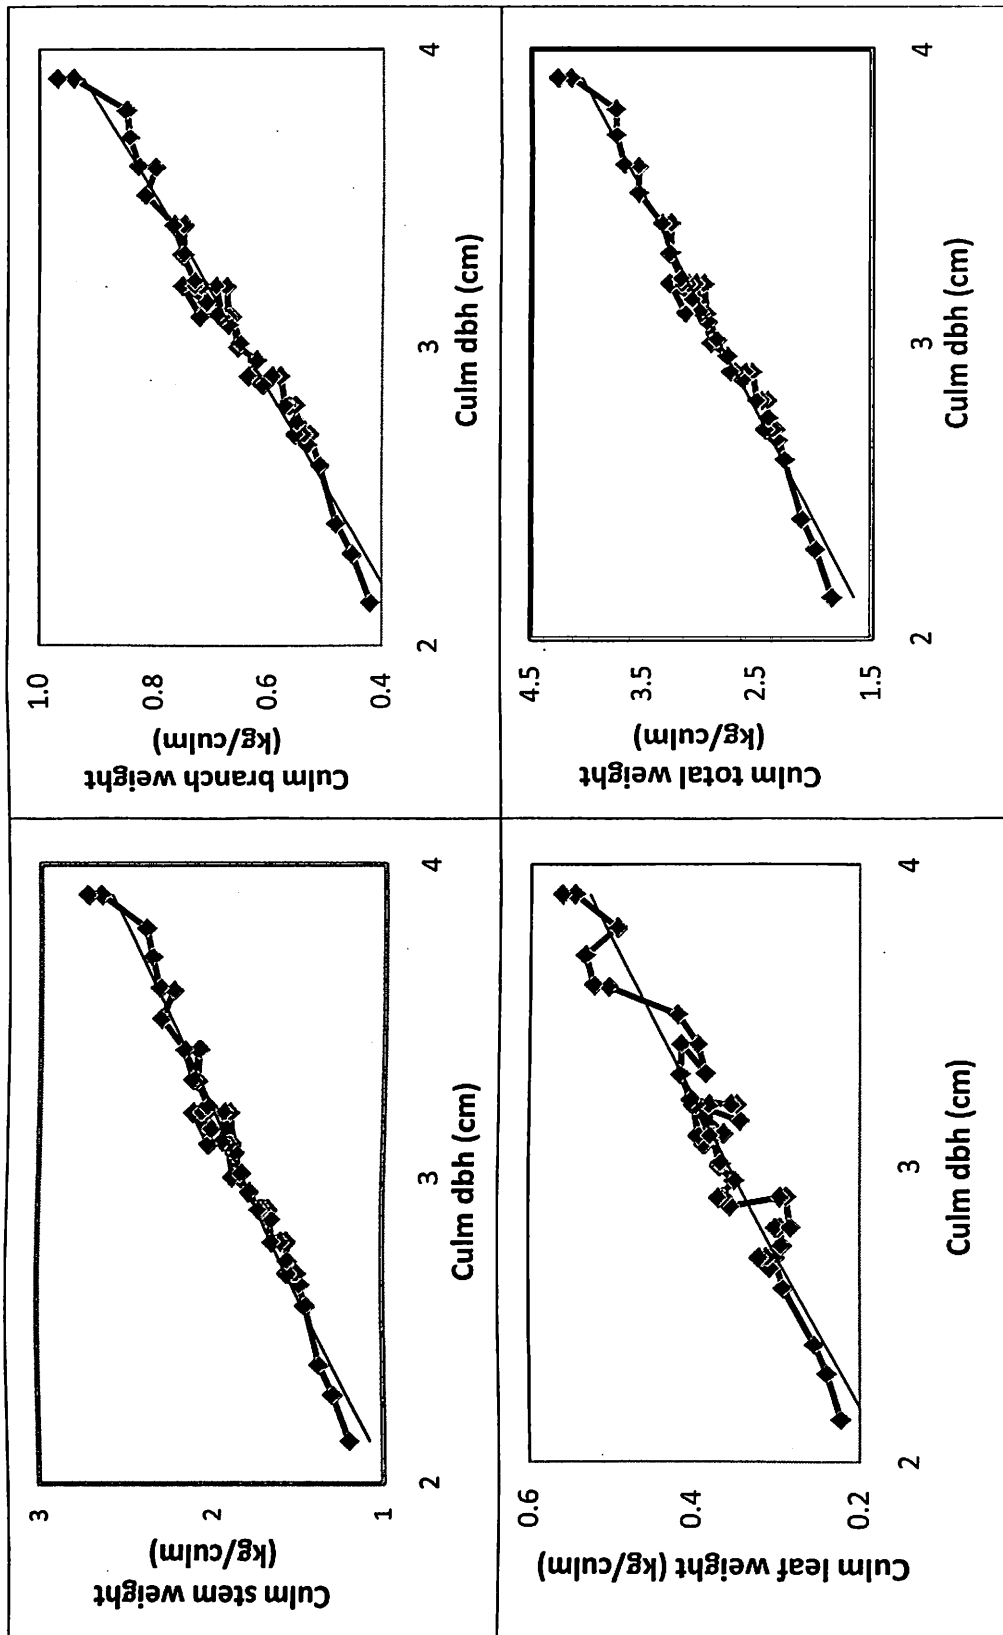 Culm stem weight
(kg/culm)
3
2
1
2
3
4
Culm dbh (cm)
Culm branch weight
(kg/culm)
1.0
0.8
0.6
0.4
2
3
4
Culm dbh (cm)
Culm leaf weight (kg/culm)
0.6
0.4
0.2
2
3
4
Culm dbh (cm)
Culm total weight
(kg/culm)
4.5
3.5
2.5
1.5
2
3
4
Culm dbh (cm)